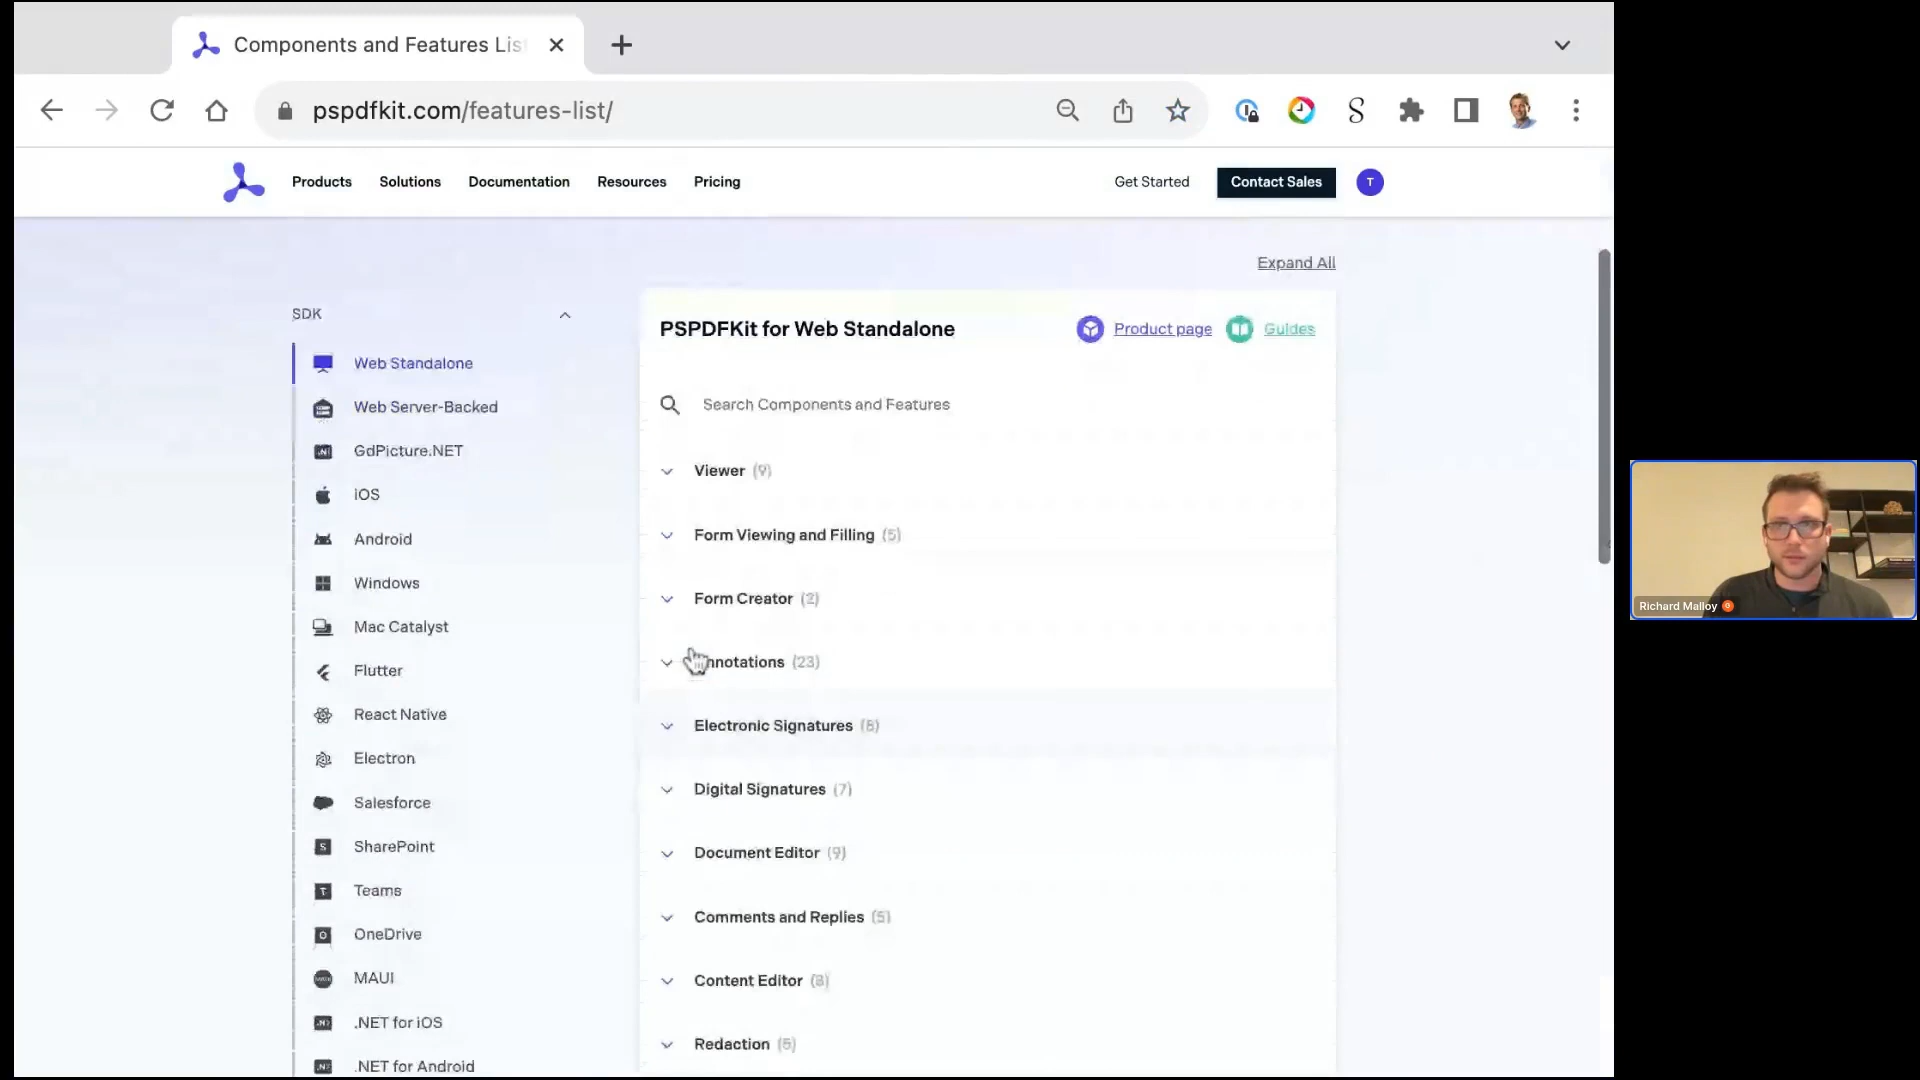 Components and Features Lis
pspdfkit.com/features-list/
Products
Solutions
Documentation
Resources
Pricing
Get Started
Contact Sales
T
Expand All
SDK
Web Standalone
Web Server-Backed
GdPicture.NET
iOS
Android
Windows
Mac Catalyst
Flutter
React Native
Electron
Salesforce
SharePoint
Teams
OneDrive
MAUI
.NET for iOS
.NET for Android
PSPDFKit for Web Standalone
Product page
Guides
Search Components and Features
Viewer (9)
Form Viewing and Filling (5)
Form Creator (2)
nnotations (23)
Electronic Signatures
Digital Signatures (7)
Document Editor (9)
Comments and Replies (5)
Content Editor
Redaction
Richard Malloy